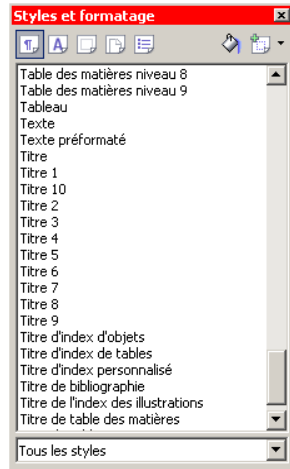 Styles et formatage
Table des matières niveau 8
Table des matières niveau 9
Tableau
Texte
Texte préformaté
Titre
Titre 1
Titre 10
Titre 2
Titre 3
Titre 4
Titre 5
Titre 6
Titre 7
Titre 8
Titre 9
Titre d'index d'objets
Titre d'index de tables
Titre d'index personnalisé
Titre de bibliographie
Titre de l'index des illustrations
Titre de table des matières
Tous les styles